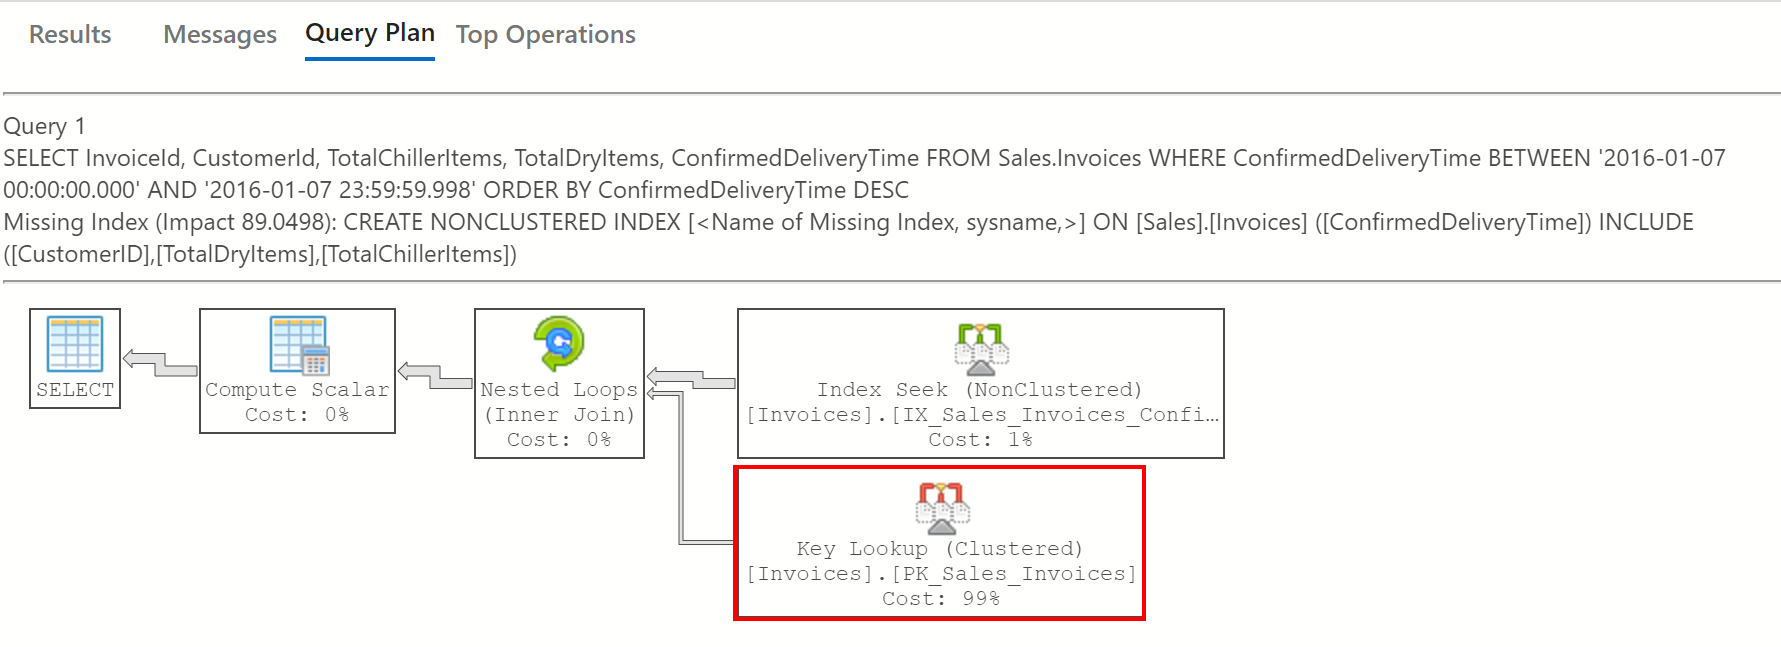 Results Messages Query Plan Top Operations
Query 1
SELECT InvoiceId, CustomerId, TotalChillerItems, TotalDryItems, ConfirmedDeliveryTime FROM Sales.Invoices WHERE ConfirmedDeliveryTime BETWEEN '2016-01-07
00:00:00.000' AND '2016-01-07 23:59:59.998' ORDER BY ConfirmedDeliveryTime DESC
Missing Index (Impact 89.0498): CREATE NONCLUSTERED INDEX [<Name of Missing Index, sysname,>] ON [Sales].[Invoices] ([ConfirmedDeliveryTime]) INCLUDE
([CustomerID],[TotalDryItems],[TotalChillerItems])
SELECT
Compute Scalar
Cost: 0%
Nested Loops
(Inner Join)
Cost: 0%
Index Seek (NonClustered)
[Invoices].[IX_Sales_Invoices_Confi…
Cost: 1%
Key Lookup (Clustered)
[Invoices].[PK_Sales_Invoices]
Cost: 99%